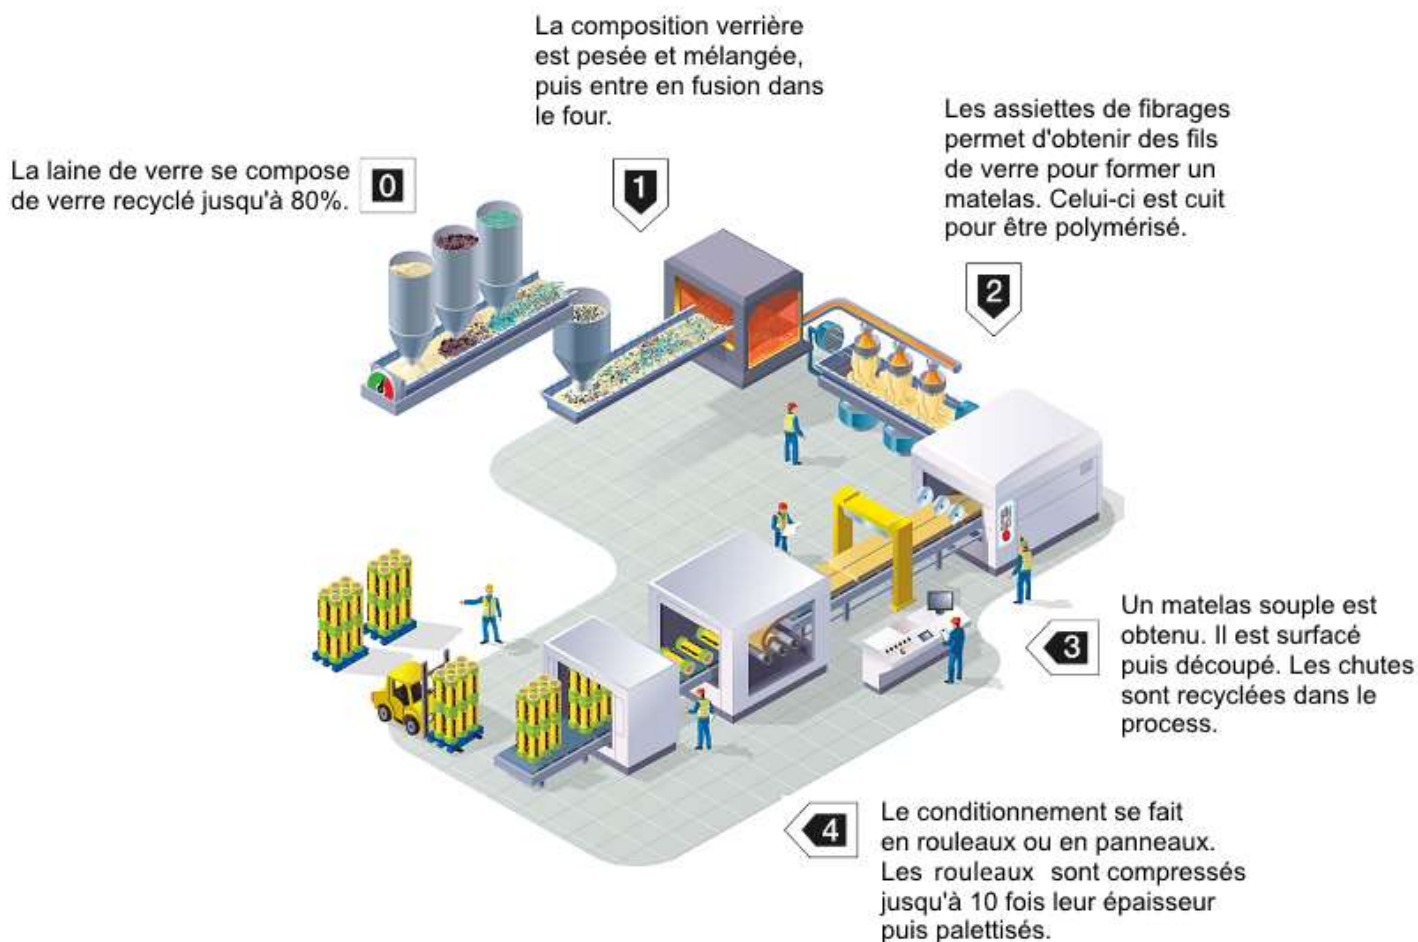 La composition verrière
est pesée et mélangée,
puis entre en fusion dans
le four.
Les assiettes de fibrages
permet d'obtenir des fils
de verre pour former un
matelas. Celui-ci est cuit
pour être polymérisé.
La laine de verre se compose
de verre recyclé jusqu'à 80%.
0
1
2
Un matelas souple est
obtenu. Il est surfacé
puis découpé. Les chutes
sont recyclées dans le
process.
3
4
Le conditionnement se fait
en rouleaux ou en panneaux.
Les rouleaux sont compressés
jusqu'à 10 fois leur épaisseur
puis palettisés.